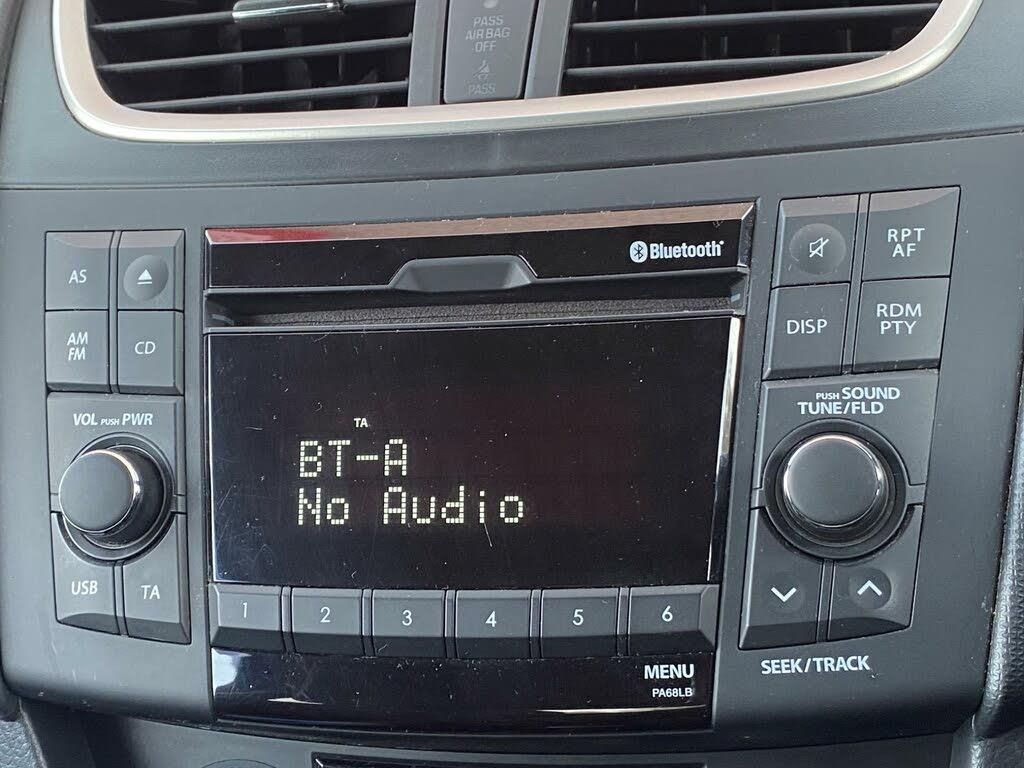 PASS
AIR BAG
OFF
PASS
Bluetooth
AS
AM
FM
CD
RPT
AF
DISP
RDM
PTY
VOL PUSH PWR
PUSH SOUND
TUNE/FLD
TA
BT-A
No Audio
USB
TA
1 2 3 4 5 6
SEEK/TRACK
MENU
PA68LB